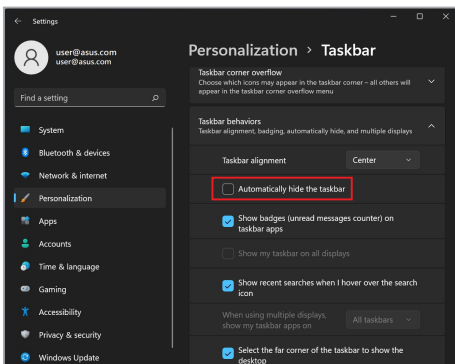 Settings
user@asus.com
user@asus.com
Find a setting
System
Bluetooth & devices
Network & internet
Personalization
Apps
Accounts
Time & language
Gaming
Accessibility
Privacy & security
Windows Update
Personalization > Taskbar
Taskbar corner overflow
Choose which icons may appear in the taskbar corner – all others will
appear in the taskbar corner overflow menu
Taskbar behaviors
Taskbar alignment, badging, automatically hide, and multiple displays
Taskbar alignment
Center
Automatically hide the taskbar
Show badges (unread messages counter) on
taskbar apps
Show my taskbar on all displays
Show recent searches when I hover over the search
icon
When using multiple displays,
show my taskbar apps on
All taskbars
Select the far corner of the taskbar to show the
desktop